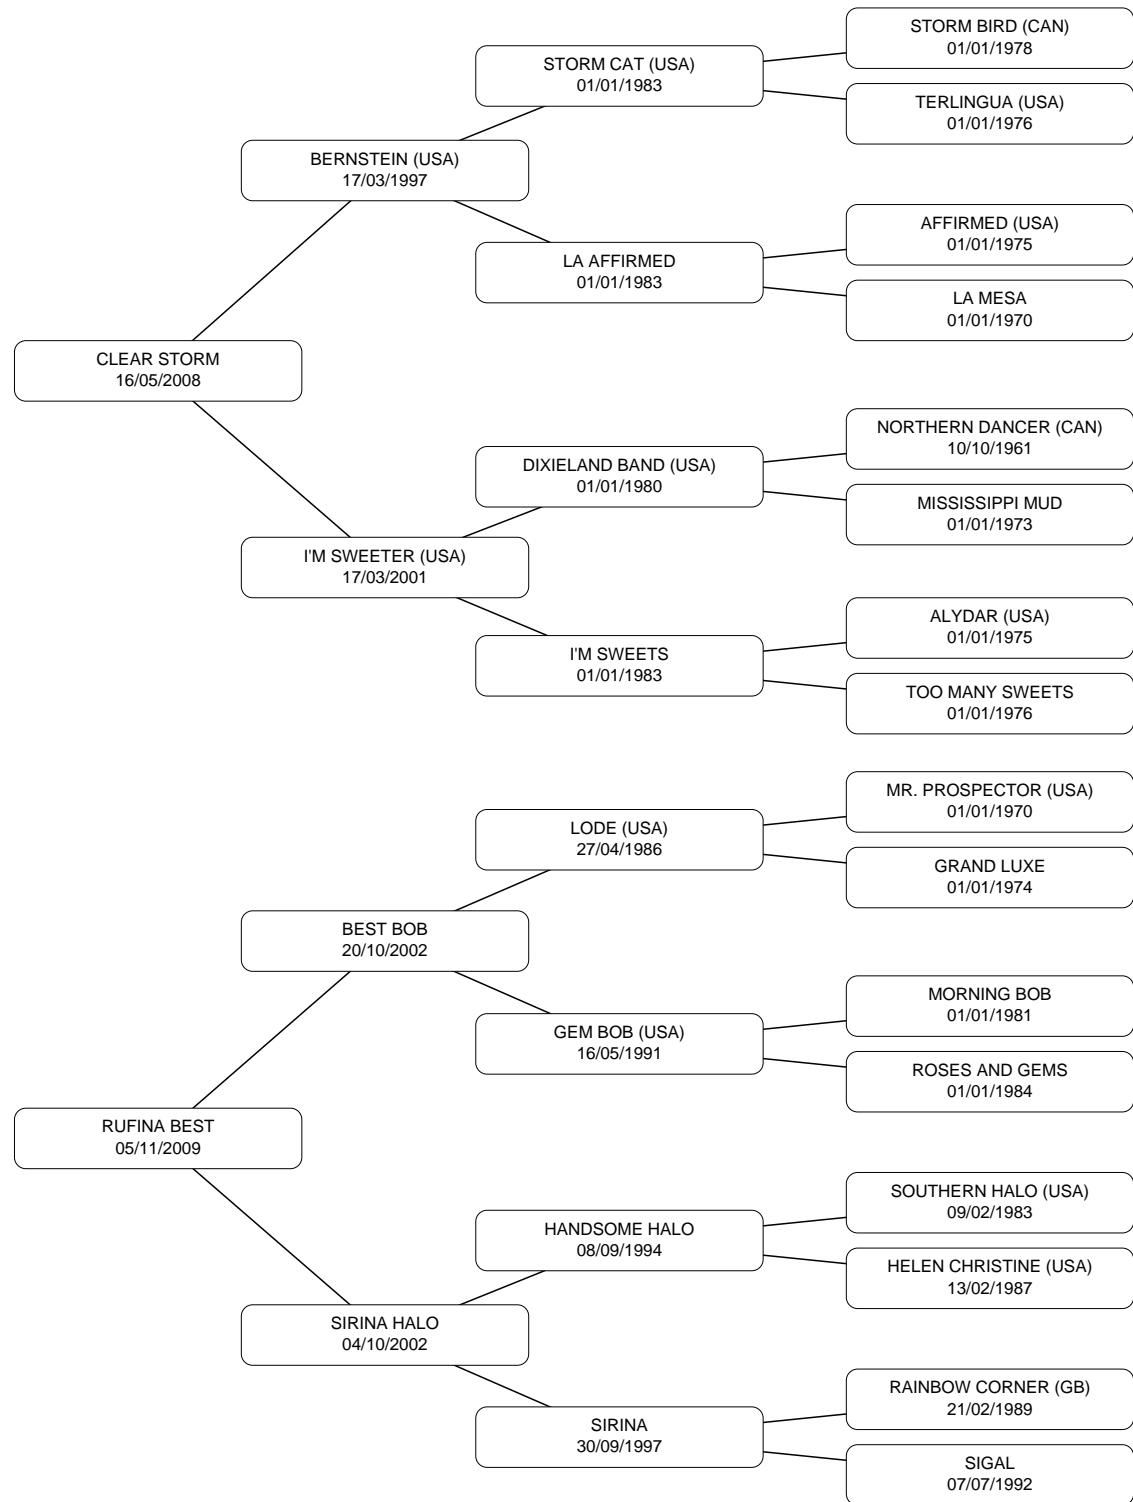 STORM BIRD (CAN)
01/01/1978
STORM CAT (USA)
01/01/1983
TERLINGUA (USA)
01/01/1976
BERNSTEIN (USA)
17/03/1997
AFFIRMED (USA)
01/01/1975
LA AFFIRMED
01/01/1983
LA MESA
01/01/1970
CLEAR STORM
16/05/2008
NORTHERN DANCER (CAN)
10/10/1961
DIXIELAND BAND (USA)
01/01/1980
MISSISSIPPI MUD
01/01/1973
I'M SWEETER (USA)
17/03/2001
ALYDAR (USA)
01/01/1975
I'M SWEETS
01/01/1983
TOO MANY SWEETS
01/01/1976
MR. PROSPECTOR (USA)
01/01/1970
LODE (USA)
27/04/1986
GRAND LUXE
01/01/1974
BEST BOB
20/10/2002
MORNING BOB
01/01/1981
GEM BOB (USA)
16/05/1991
ROSES AND GEMS
01/01/1984
RUFINA BEST
05/11/2009
SOUTHERN HALO (USA)
09/02/1983
HANDSOME HALO
08/09/1994
HELEN CHRISTINE (USA)
13/02/1987
SIRINA HALO
04/10/2002
RAINBOW CORNER (GB)
21/02/1989
SIRINA
30/09/1997
SIGAL
07/07/1992